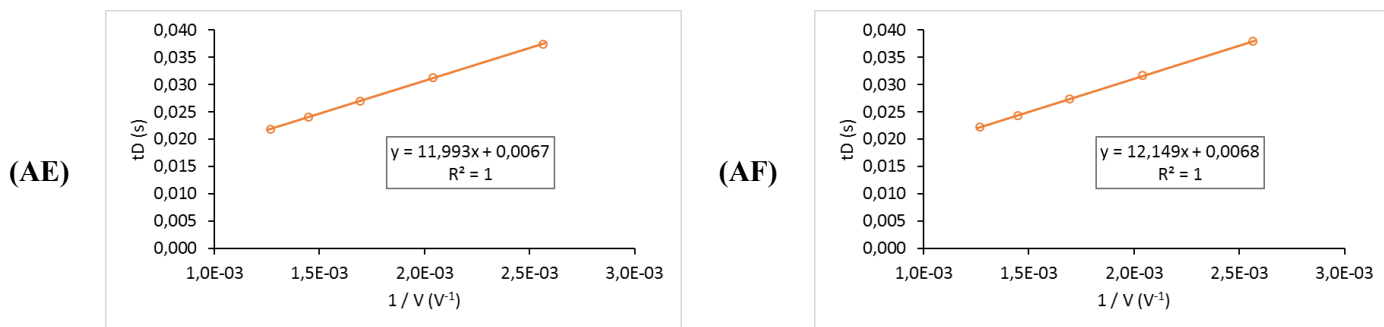 (AE)
tD (s)
0,040
0,035
0,030
0,025
0,020
0,015
0,010
0,005
0,000
y = 11,993x + 0,0067
R² = 1
1,0E-03 1,5E-03 2,0E-03 2,5E-03 3,0E-03
1 / V (V⁻¹)
(AF)
tD (s)
0,040
0,035
0,030
0,025
0,020
0,015
0,010
0,005
0,000
y = 12,149x + 0,0068
R² = 1
1,0E-03 1,5E-03 2,0E-03 2,5E-03 3,0E-03
1 / V (V⁻¹)